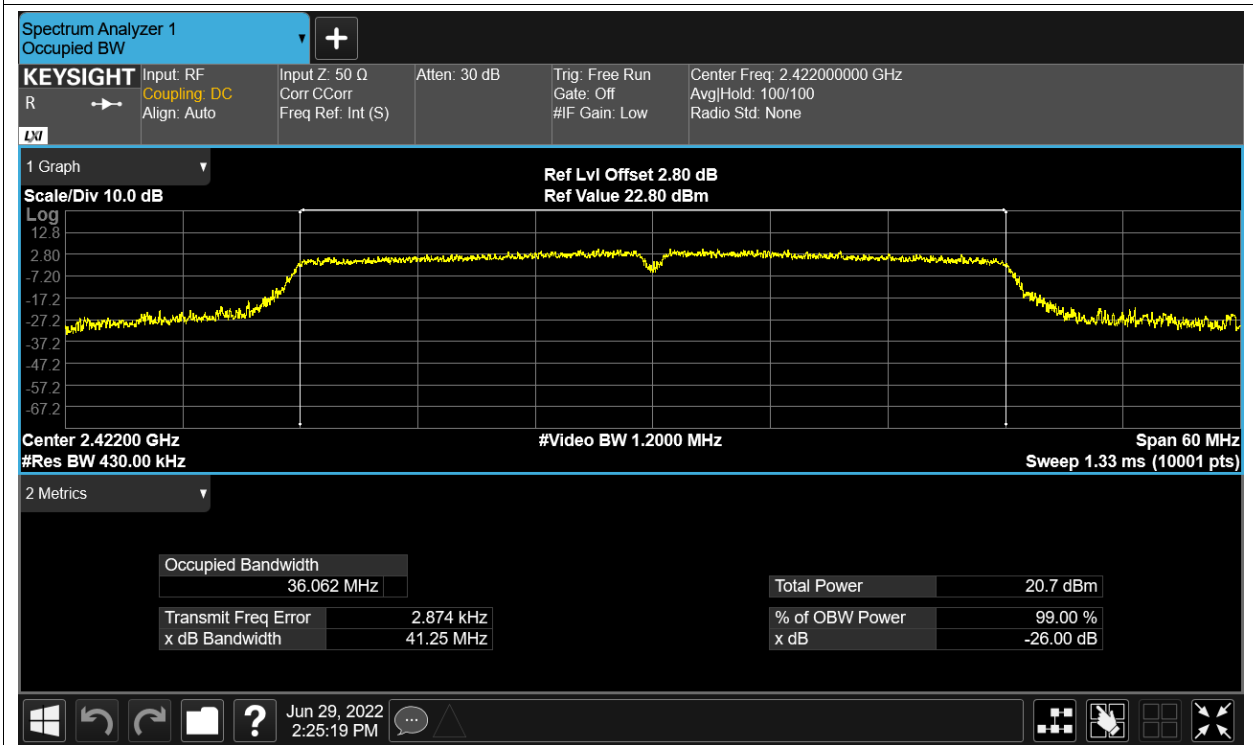 Spectrum Analyzer 1
Occupied BW
KEYSIGHT
R
LXI
Input: RF
Coupling: DC
Align: Auto
Input Z: 50 Ω
Corr CCorr
Freq Ref: Int (S)
Atten: 30 dB
Trig: Free Run
Gate: Off
#IF Gain: Low
Center Freq: 2.422000000 GHz
Avg|Hold: 100/100
Radio Std: None
1 Graph
Scale/Div 10.0 dB
Ref Lvl Offset 2.80 dB
Ref Value 22.80 dBm
Log
12.8
2.80
-7.20
-17.2
-27.2
-37.2
-47.2
-57.2
-67.2
Center 2.42200 GHz
#Res BW 430.00 kHz
#Video BW 1.2000 MHz
Span 60 MHz
Sweep 1.33 ms (10001 pts)
2 Metrics
Occupied Bandwidth
36.062 MHz
Transmit Freq Error 2.874 kHz
x dB Bandwidth 41.25 MHz
Total Power 20.7 dBm
% of OBW Power 99.00 %
x dB -26.00 dB
?
Jun 29, 2022
2:25:19 PM